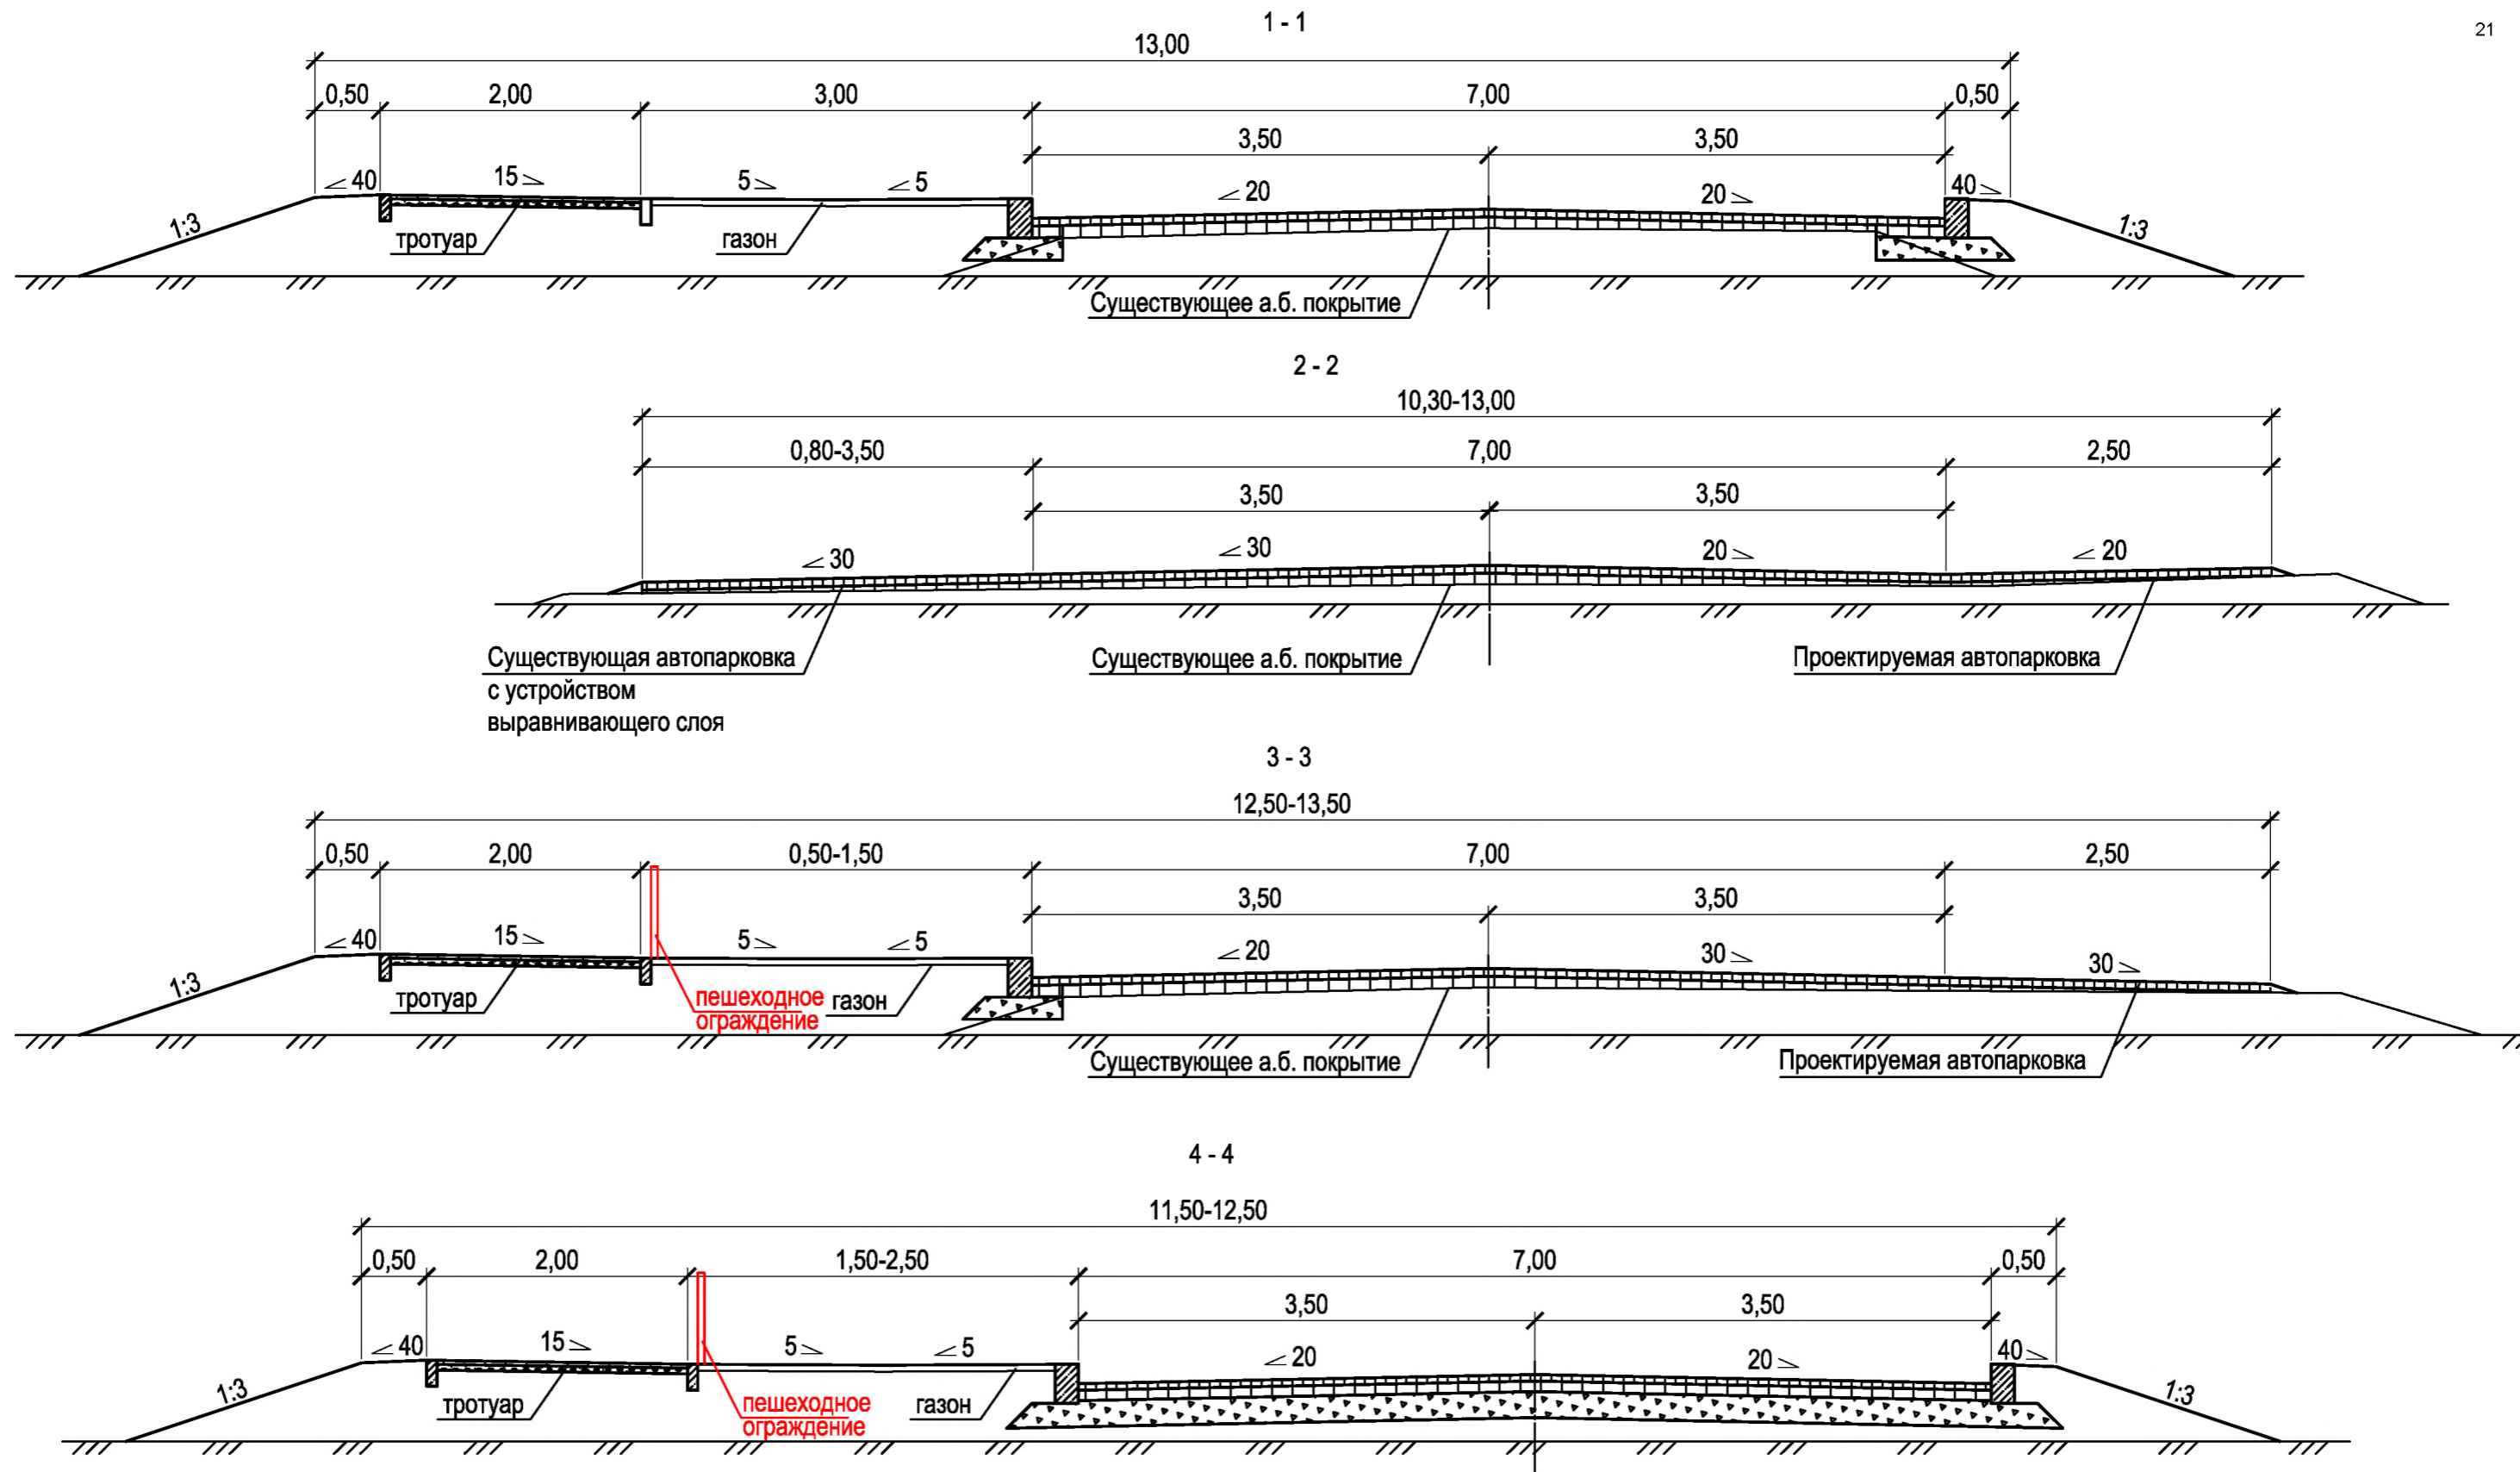 21
1 - 1
13,00
0,50 2,00 3,00 7,00 0,50
3,50 3,50
40 15 5 5 20 20 40
1:3 1:3
тротуар газон
Существующее а.б. покрытие
2 - 2
10,30-13,00
0,80-3,50 7,00 2,50
3,50 3,50
30 30 20 20
Существующая автопарковка Существующее а.б. покрытие Проектируемая автопарковка
с устройством
выравнивающего слоя
3 - 3
12,50-13,50
0,50 2,00 0,50-1,50 7,00 2,50
3,50 3,50
40 15 5 5 20 30 30
1:3
тротуар пешеходное газон
ограждение
Существующее а.б. покрытие Проектируемая автопарковка
4 - 4
11,50-12,50
0,50 2,00 1,50-2,50 7,00 0,50
3,50 3,50
40 15 5 5 20 20 40
1:3 1:3
тротуар пешеходное газон
ограждение